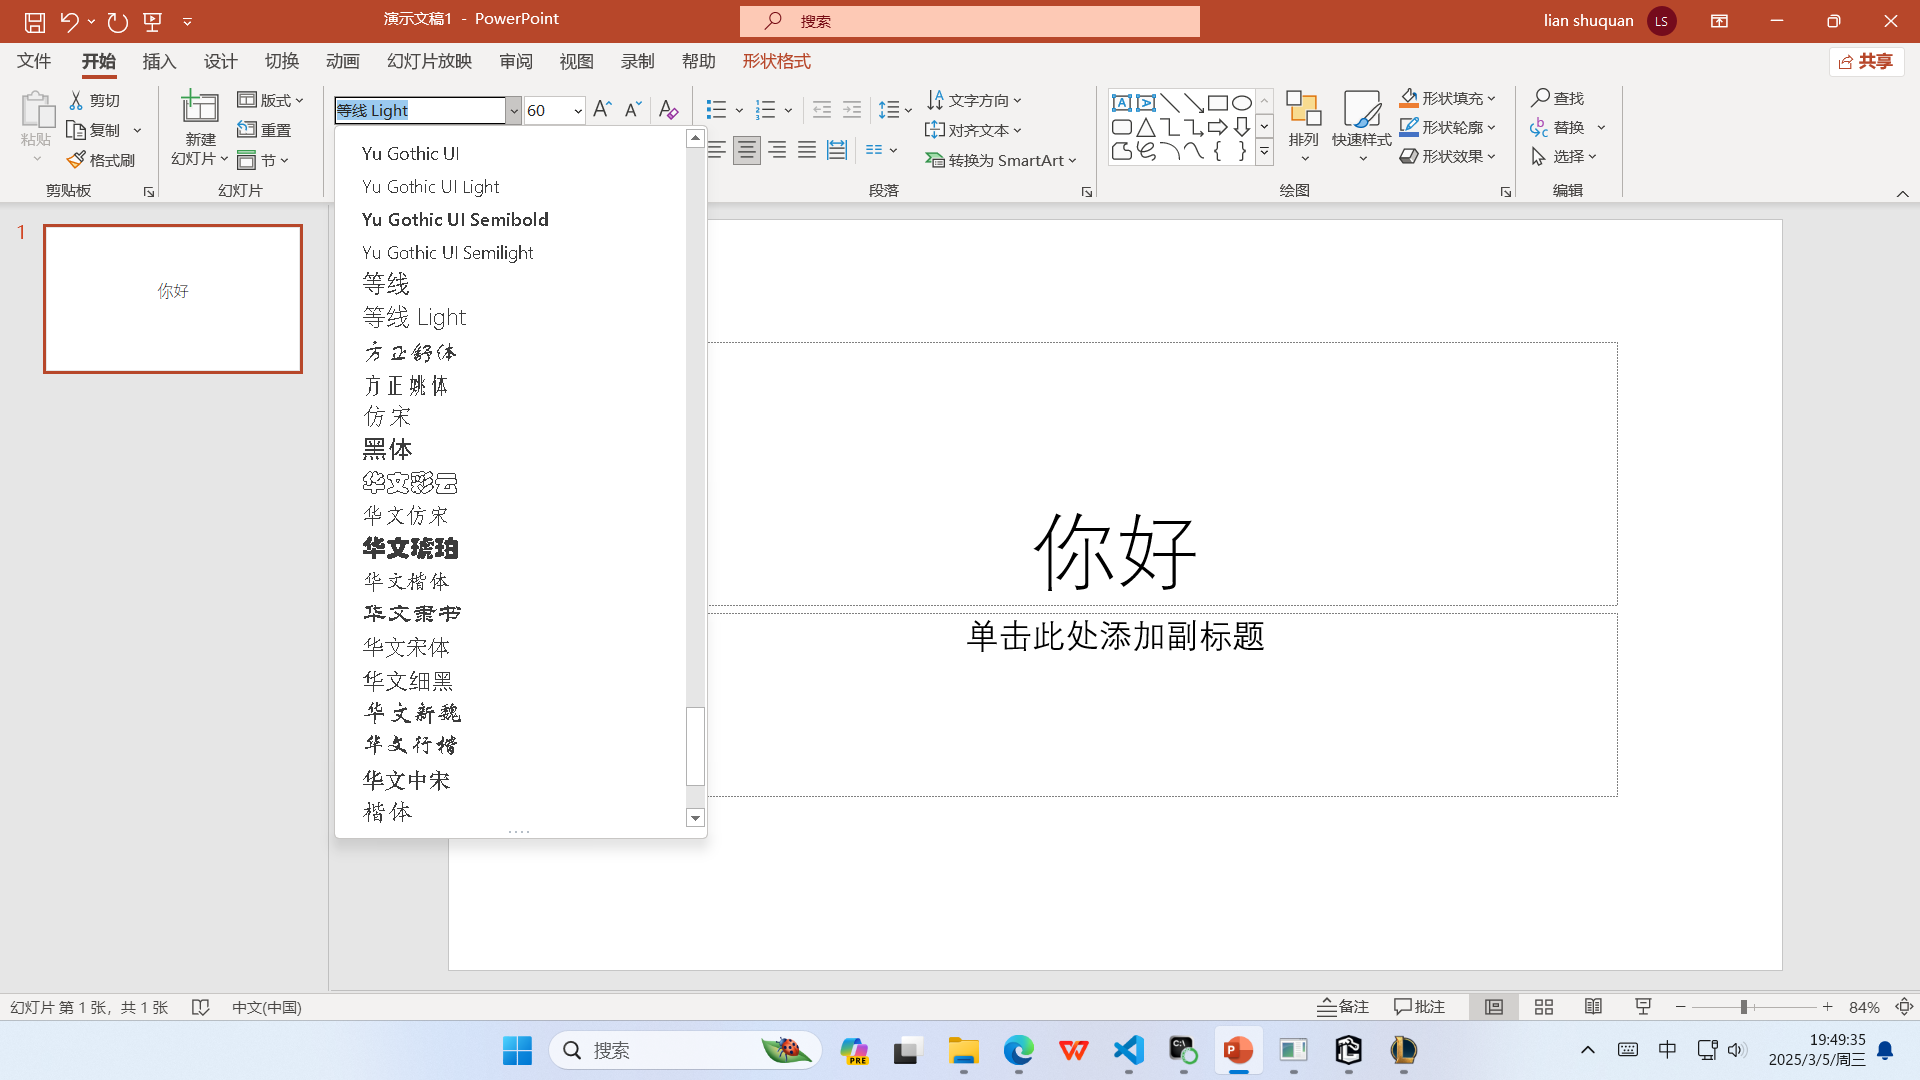 演示文稿1 - PowerPoint
搜索
lian shuquan
LS
文件 开始 插入 设计 切换 动画 幻灯片放映 审阅 视图 录制 帮助 形状格式
共享
粘贴
剪切
复制
格式刷
剪贴板
新建
幻灯片
版式
重置
节
幻灯片
等线 Light
60
文字方向
对齐文本
转换为 SmartArt
段落
排列
快速样式
形状填充
形状轮廓
形状效果
绘图
查找
替换
选择
编辑
Yu Gothic UI
Yu Gothic UI Light
Yu Gothic UI Semibold
Yu Gothic UI Semilight
等线
等线 Light
方正舒体
方正姚体
仿宋
黑体
华文彩云
华文仿宋
华文琥珀
华文楷体
华文隶书
华文宋体
华文细黑
华文新魏
华文行楷
华文中宋
楷体
1
你好
你好
单击此处添加副标题
幻灯片 第 1 张，共 1 张
中文(中国)
备注
批注
84%
搜索
PRE
中
19:49:35
2025/3/5/周三